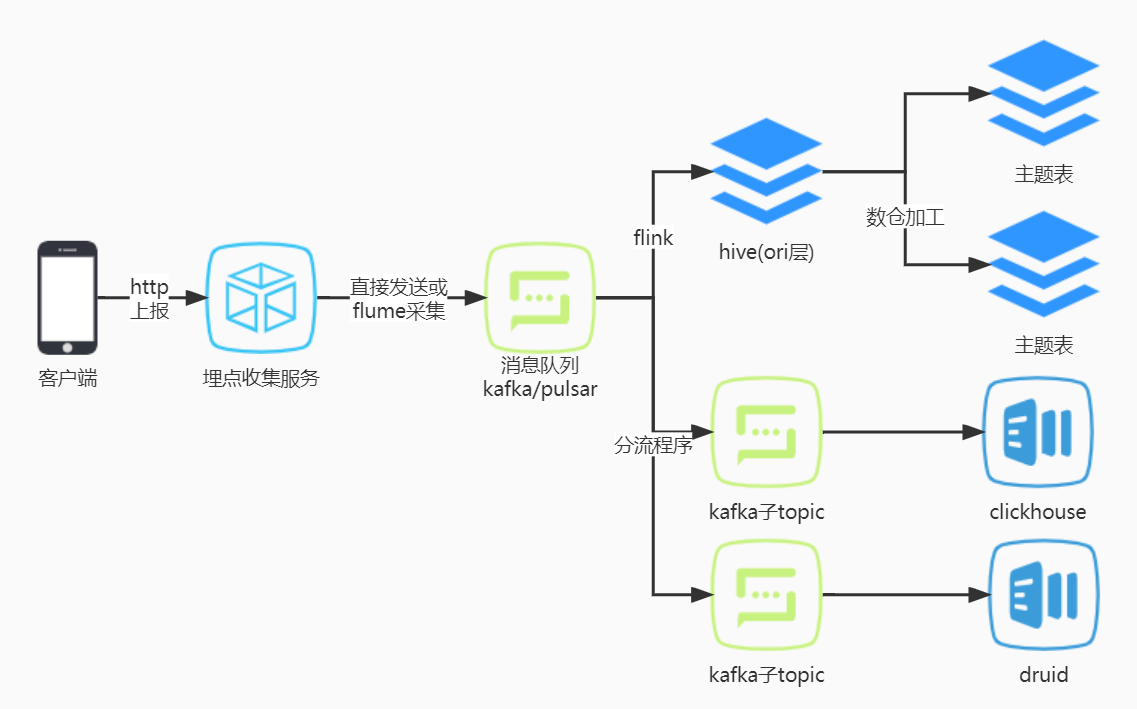 客户端
http
上报
埋点收集服务
直接发送或
flume采集
消息队列
kafka/pulsar
flink
hive(ori层)
数仓加工
主题表
主题表
分流程序
kafka子topic
clickhouse
kafka子topic
druid